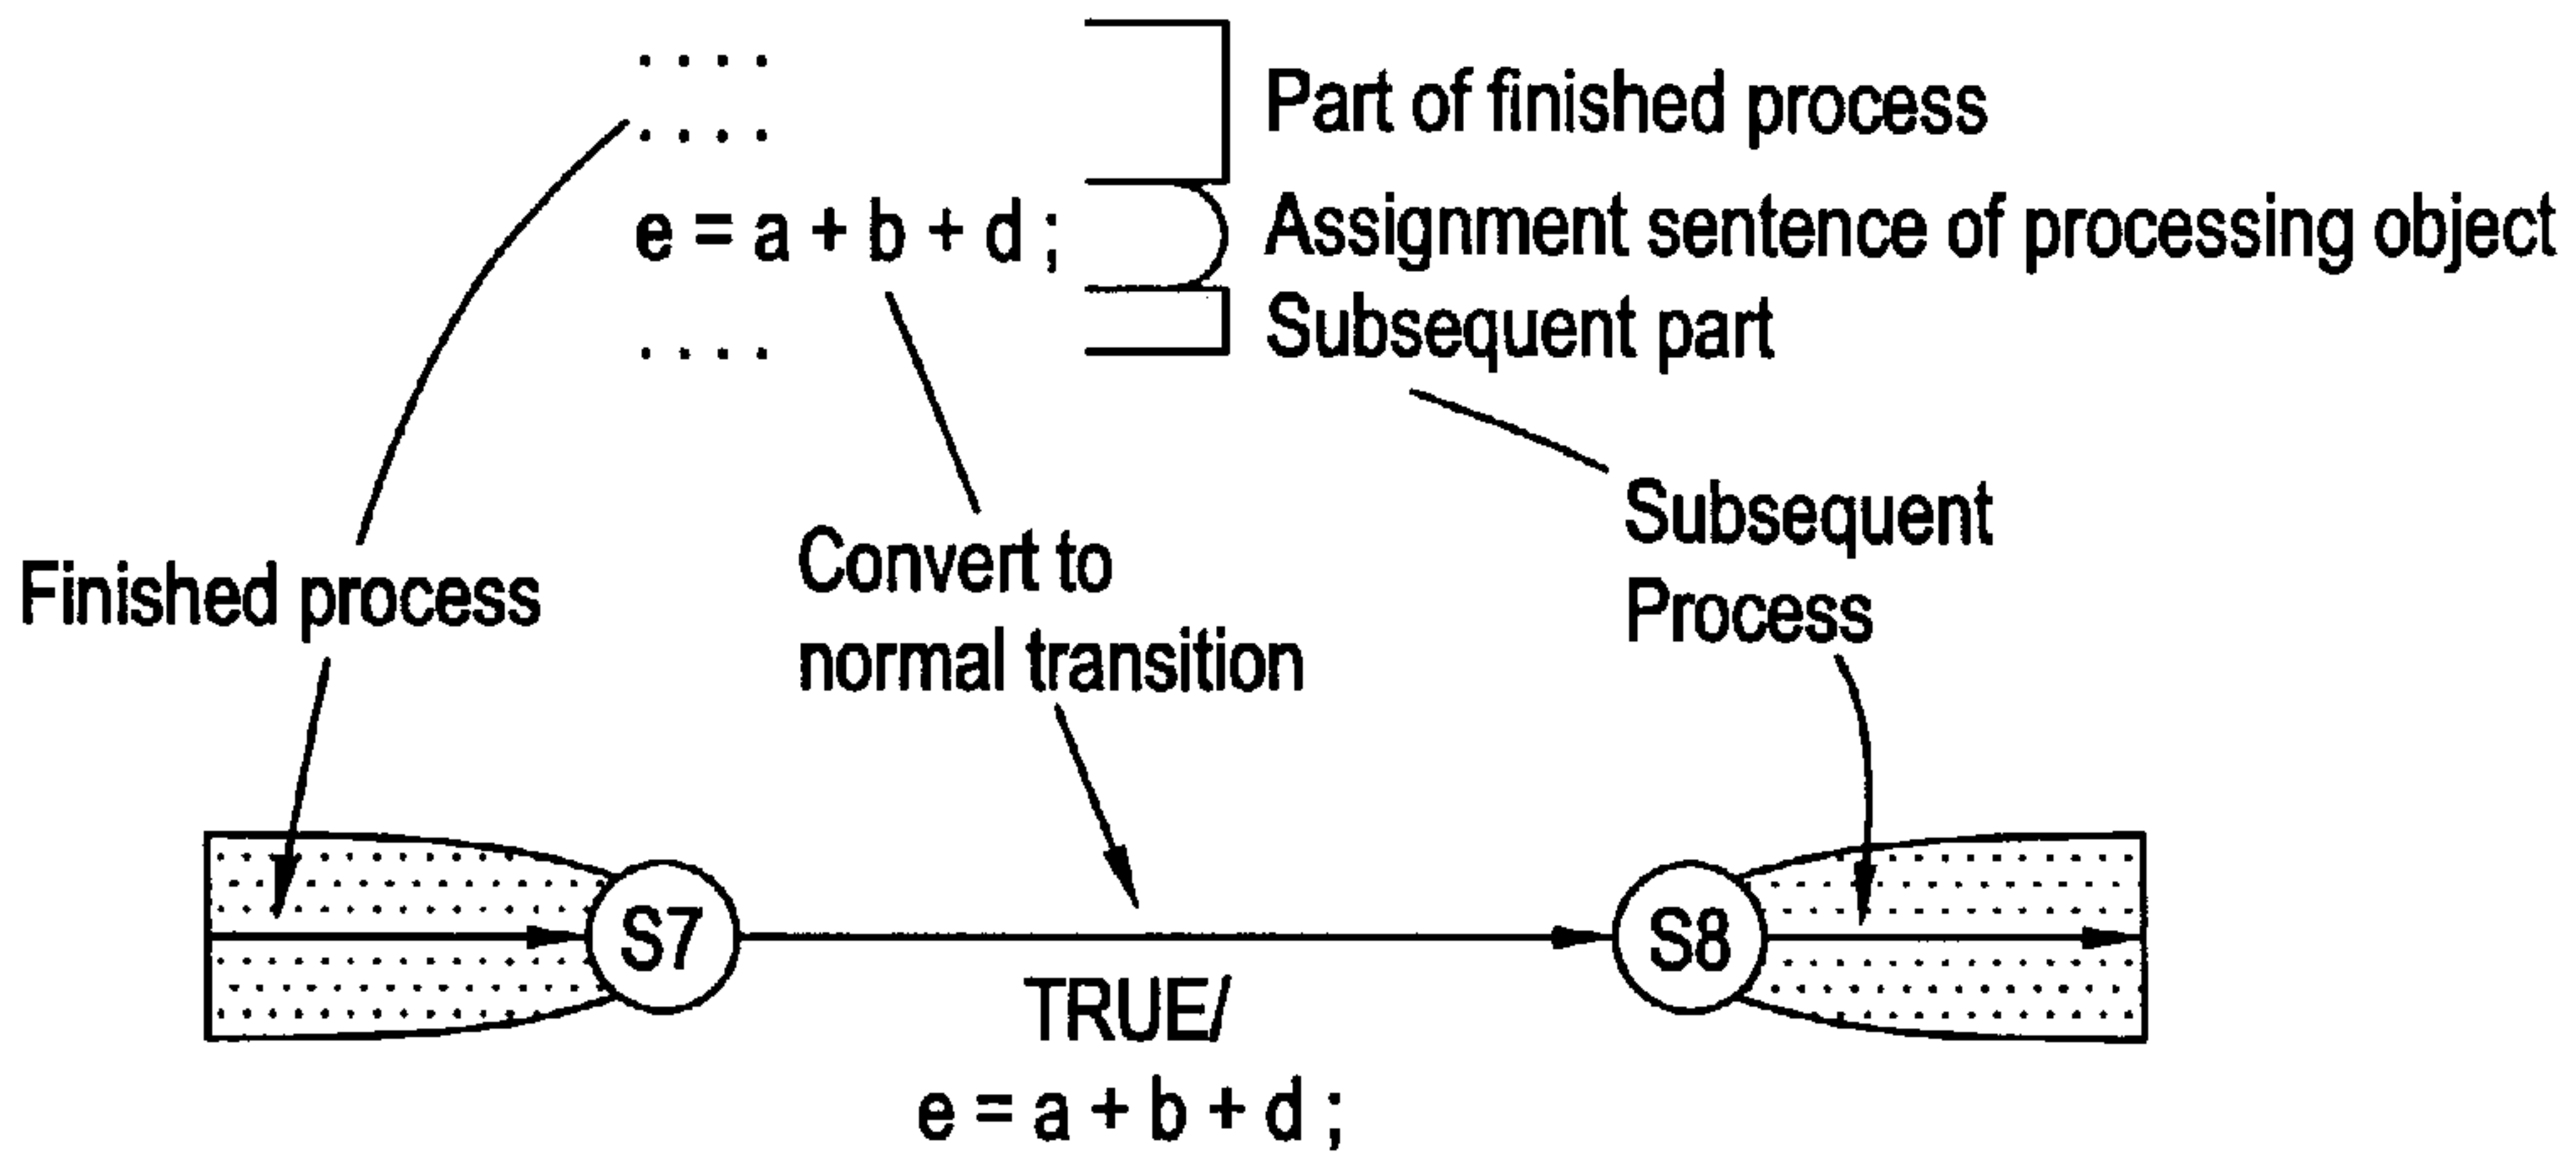 . . . .
Part of finished process
. . . .
e = a + b + d ;
Assignment sentence of processing object
Subsequent part
. . . .
Subsequent
Process
Convert to
normal transition
Finished process
S7
S8
TRUE/
e = a + b + d ;